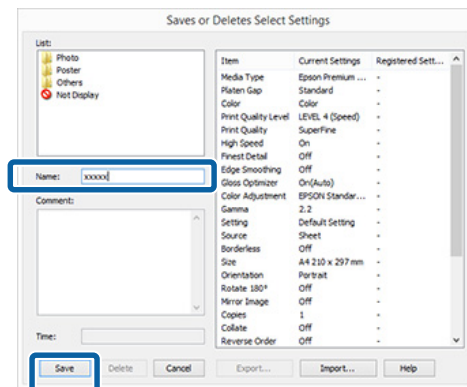 Saves or Deletes Select Settings
List:
Photo
Poster
Others
Not Display
Name: xxxxx
Comment:
Time:
Item Current Settings Registered Sett...
Media Type Epson Premium ... -
Platen Gap Standard -
Color Color -
Print Quality Level LEVEL 4 (Speed) -
Print Quality SuperFine -
High Speed On -
Finest Detail Off -
Edge Smoothing Off -
Gloss Optimizer On(Auto) -
Color Adjustment EPSON Standar... -
Gamma 2.2 -
Setting Default Setting -
Source Sheet -
Borderless Off -
Size A4 210 x 297 mm -
Orientation Portrait -
Rotate 180° Off -
Mirror Image Off -
Copies 1 -
Collate Off -
Reverse Order Off -
Save Delete Cancel Export... Import... Help